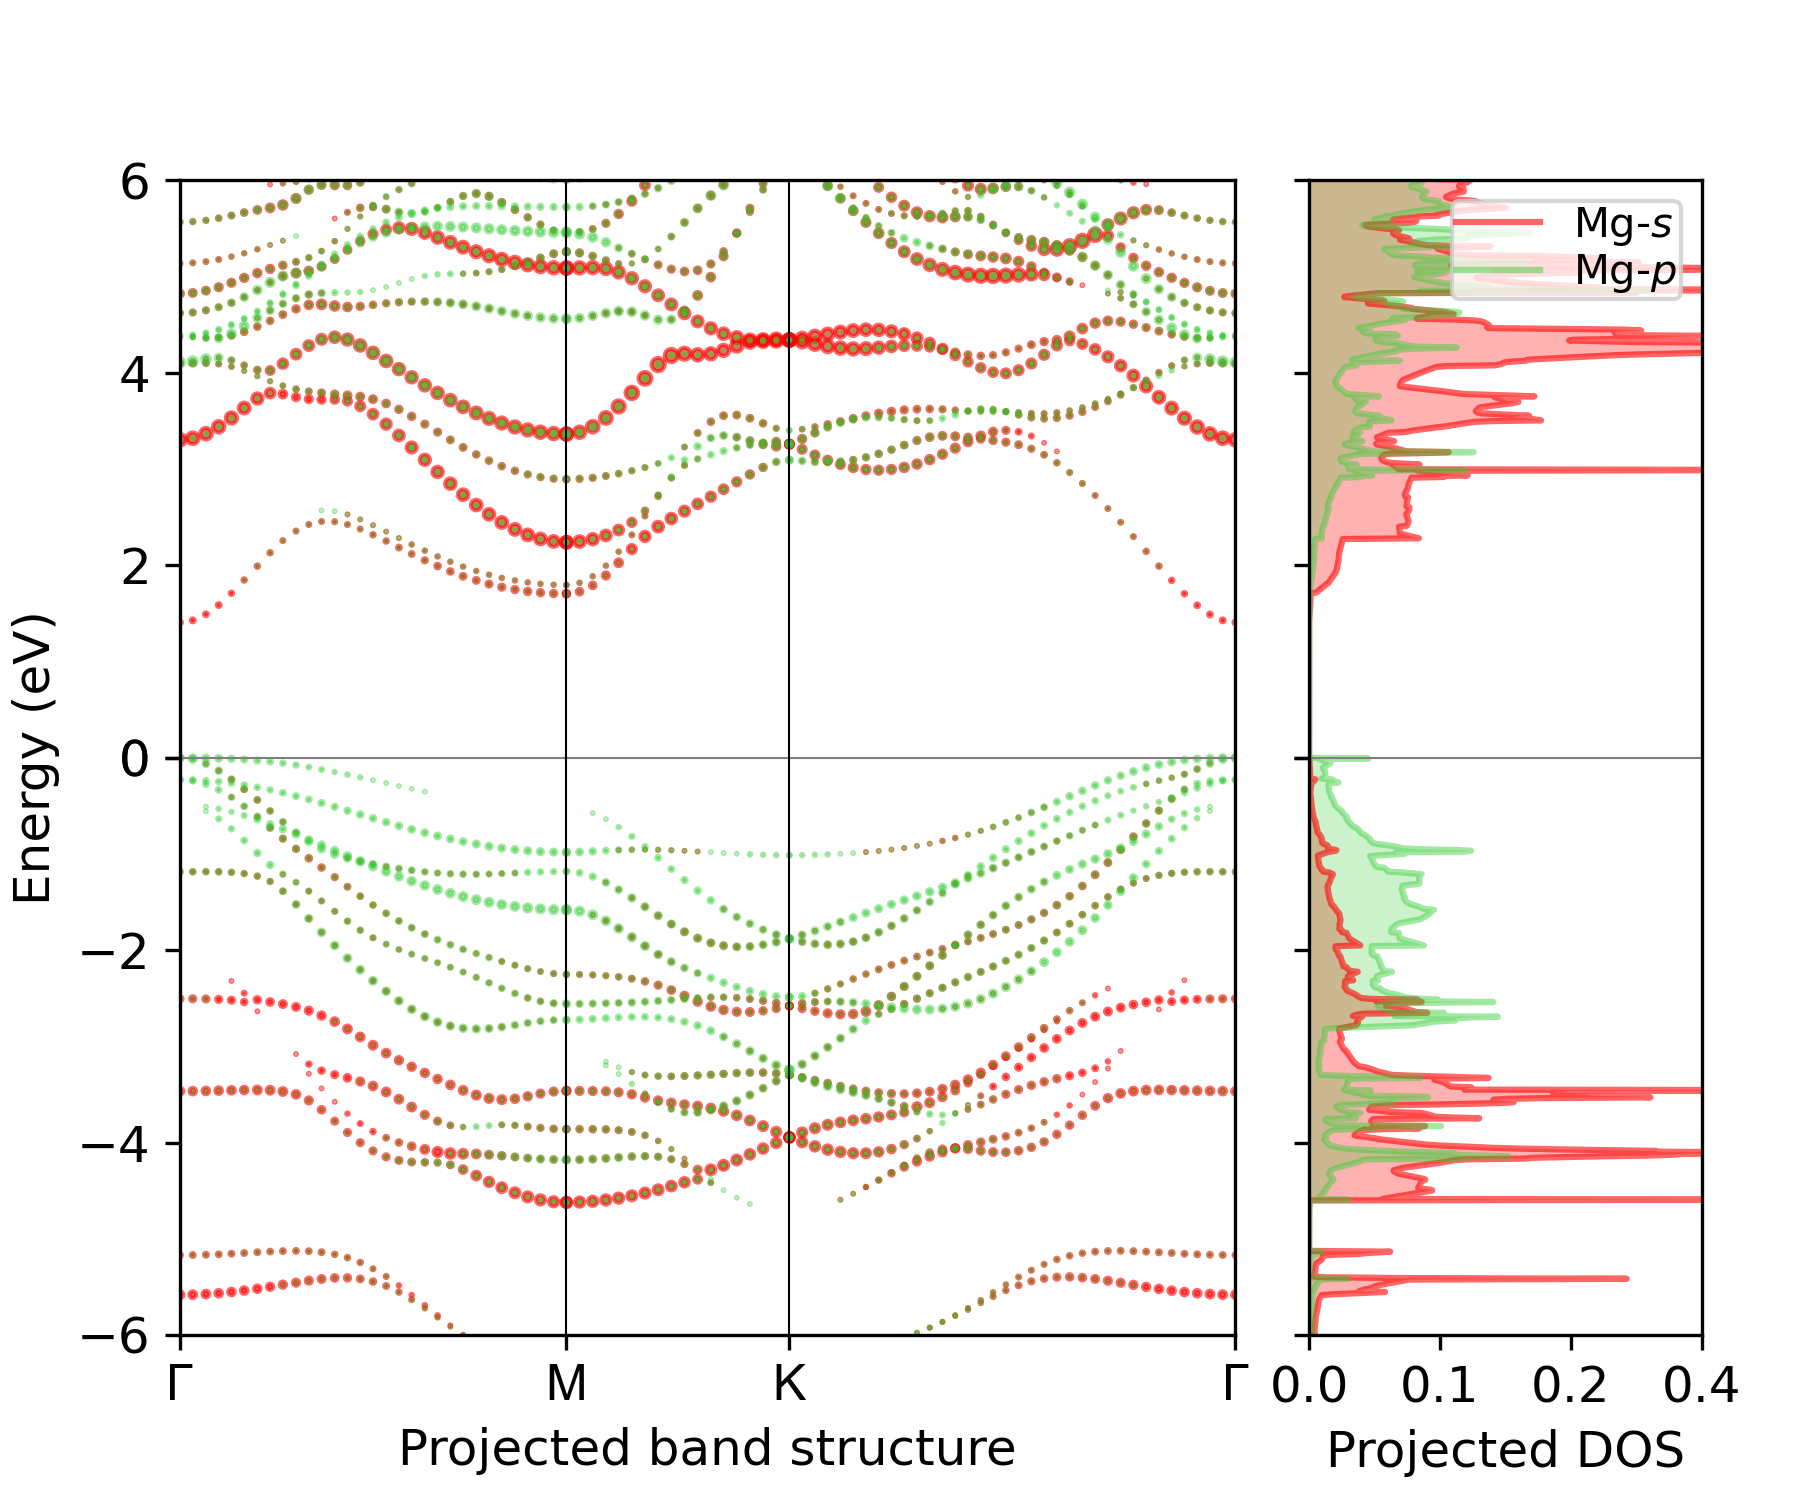 6
4
2
0
−2
−4
−6
Energy (eV)
Γ
M
K
Γ
Projected band structure
Mg-s
Mg-p
0.0
0.1
0.2
0.4
Projected DOS